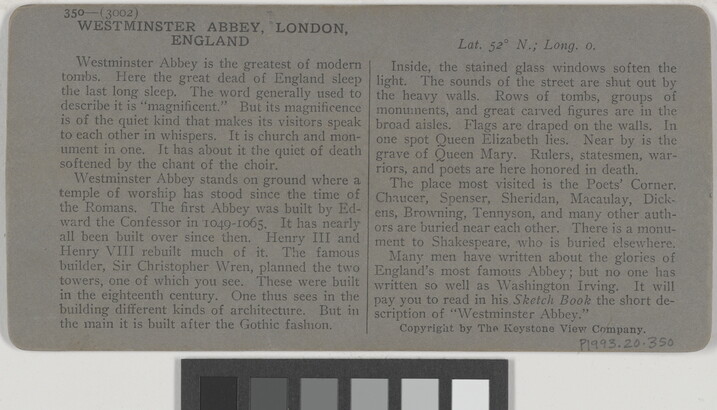 350—(3002)
WESTMINSTER ABBEY, LONDON,
ENGLAND
Westminster Abbey is the greatest of modern
tombs. Here the great dead of England sleep
the last long sleep. The word generally used to
describe it is “magnificent.” But its magnificence
is of the quiet kind that makes its visitors speak
to each other in whispers. It is church and mon-
ument in one. It has about it the quiet of death
softened by the chant of the choir.
Westminster Abbey stands on ground where a
temple of worship has stood since the time of
the Romans. The first Abbey was built by Ed-
ward the Confessor in 1049-1065. It has nearly
all been built over since then. Henry III and
Henry VIII rebuilt much of it. The famous
builder, Sir Christopher Wren, planned the two
towers, one of which you see. These were built
in the eighteenth century. One thus sees in the
building different kinds of architecture. But in
the main it is built after the Gothic fashion.
Lat. 52° N.; Long. 0.
Inside, the stained glass windows soften the
light. The sounds of the street are shut out by
the heavy walls. Rows of tombs, groups of
monuments, and great carved figures are in the
broad aisles. Flags are draped on the walls. In
one spot Queen Elizabeth lies. Near by is the
grave of Queen Mary. Rulers, statesmen, war-
riors, and poets are here honored in death.
The place most visited is the Poets' Corner.
Chaucer, Spenser, Sheridan, Macaulay, Dick-
ens, Browning, Tennyson, and many other auth-
ors are buried near each other. There is a monu-
ment to Shakespeare, who is buried elsewhere.
Many men have written about the glories of
England's most famous Abbey; but no one has
written so well as Washington Irving. It will
pay you to read in his Sketch Book the short de-
scription of “Westminster Abbey.”
Copyright by The Keystone View Company.
P1993.20.350